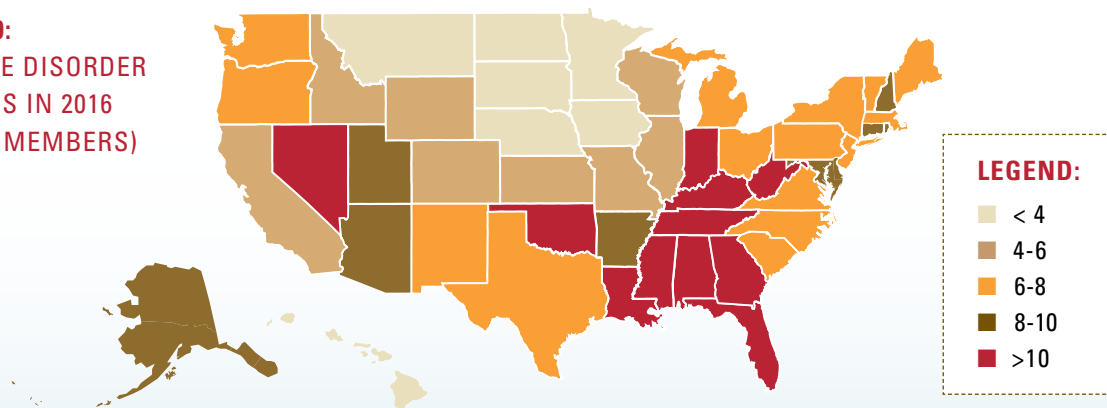 :
E DISORDER
S IN 2016
MEMBERS)
LEGEND:
< 4
4-6
6-8
8-10
>10